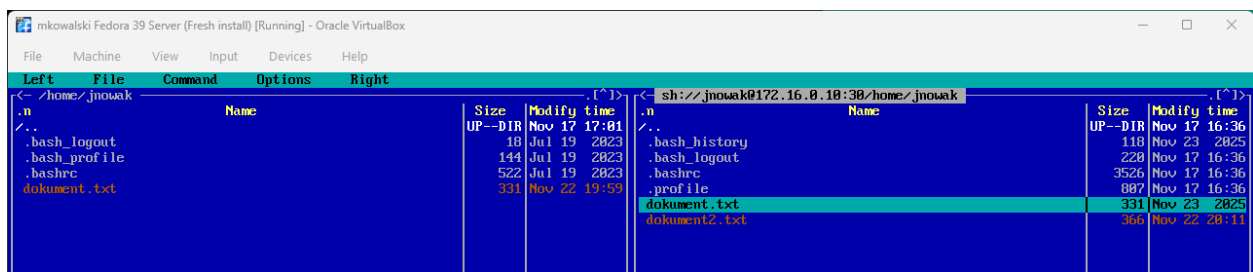 mkowalski Fedora 39 Server (Fresh install) [Running] - Oracle VirtualBox
File Machine View Input Devices Help
Left File Command Options Right
<- /home/jnowak .[^]> <- sh://jnowak@172.16.0.10:30/home/jnowak .[^]>
.n Name Size Modify time .n Name Size Modify time
/.. UP--DIR Nov 17 17:01 /.. UP--DIR Nov 17 16:36
.bash_logout 18 Jul 19 2023 .bash_history 118 Nov 23 2025
.bash_profile 144 Jul 19 2023 .bash_logout 220 Nov 17 16:36
.bashrc 522 Jul 19 2023 .bashrc 3526 Nov 17 16:36
dokument.txt 331 Nov 22 19:59 .profile 807 Nov 17 16:36
dokument.txt 331 Nov 23 2025
dokument2.txt 366 Nov 22 20:11